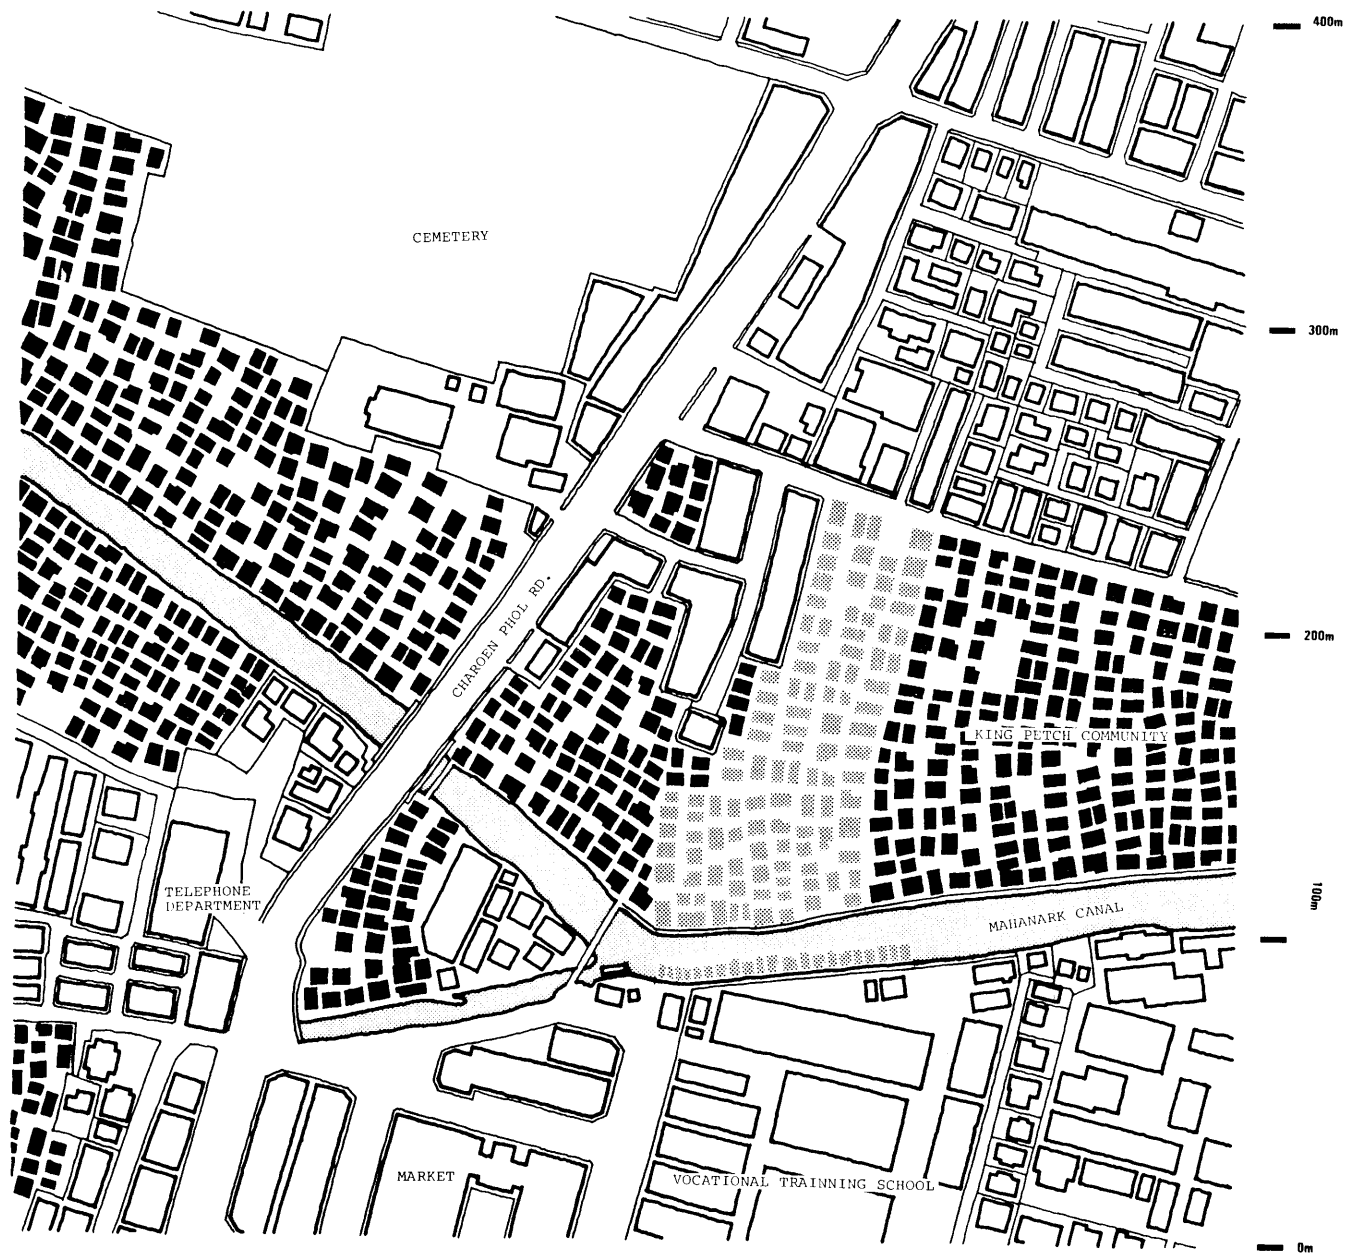 400m
CEMETERY
300m
CHAROEN PHOL RD.
200m
KING PETCH COMMUNITY
TELEPHONE
DEPARTMENT
100m
MAHANARK CANAL
MARKET
VOCATIONAL TRAINNING SCHOOL
0m